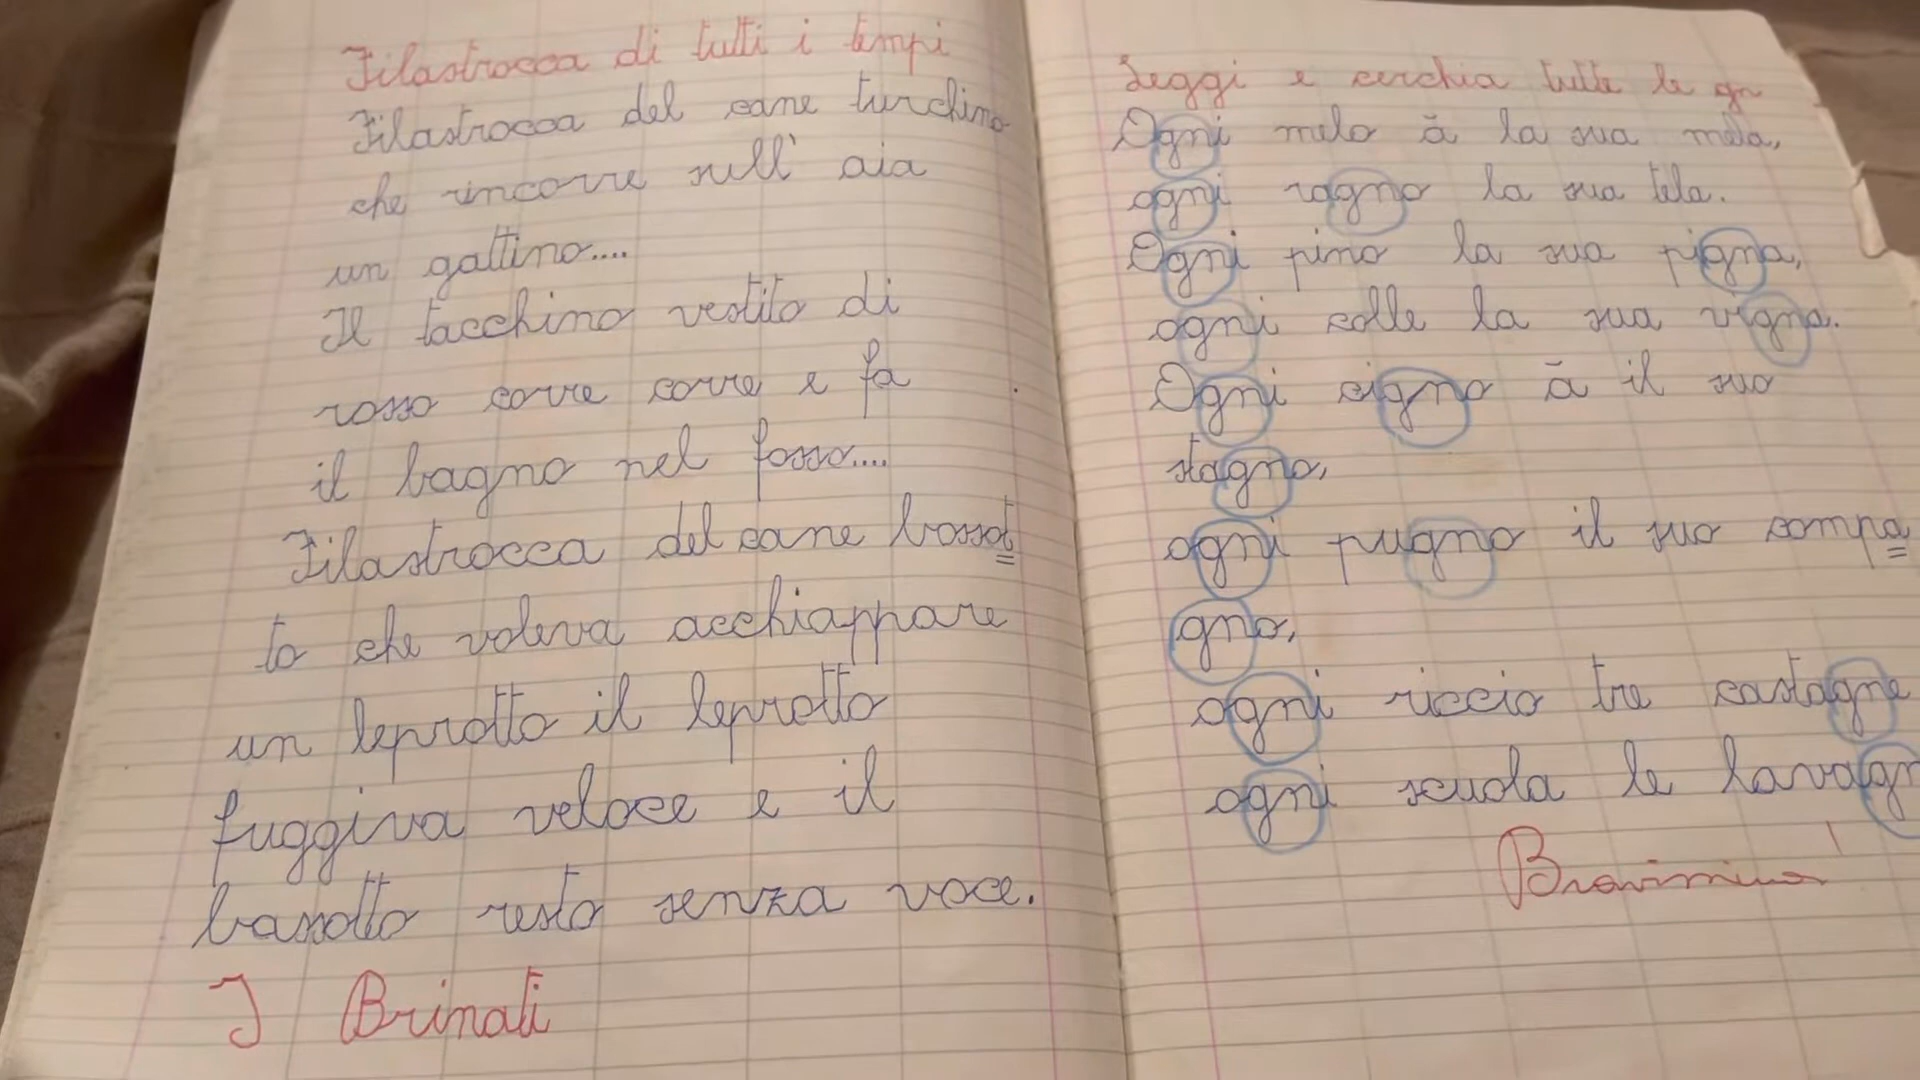 Filastrocca di tutti i tempi
Filastrocca del cane turchino
che rincorre sull' aia
un gattino....
Il tacchino vestito di
rosso corre corre e fa
il bagno nel fosso....
Filastrocca del cane bassot
to che voleva acchiappare
un leprotto il leprotto
fuggiva veloce e il
bassotto resto senza voce.
I Brinati
Leggi e cerchia tutte le gn
Ogni melo ā la sua mela,
ogni ragno la sua tela.
Ogni pino la sua pigna,
ogni colle la sua vigna.
Ogni cigno ā il suo
stagno,
ogni pugno il suo compa
gno,
ogni riccio tre castagne
ogni scuola le lavagn